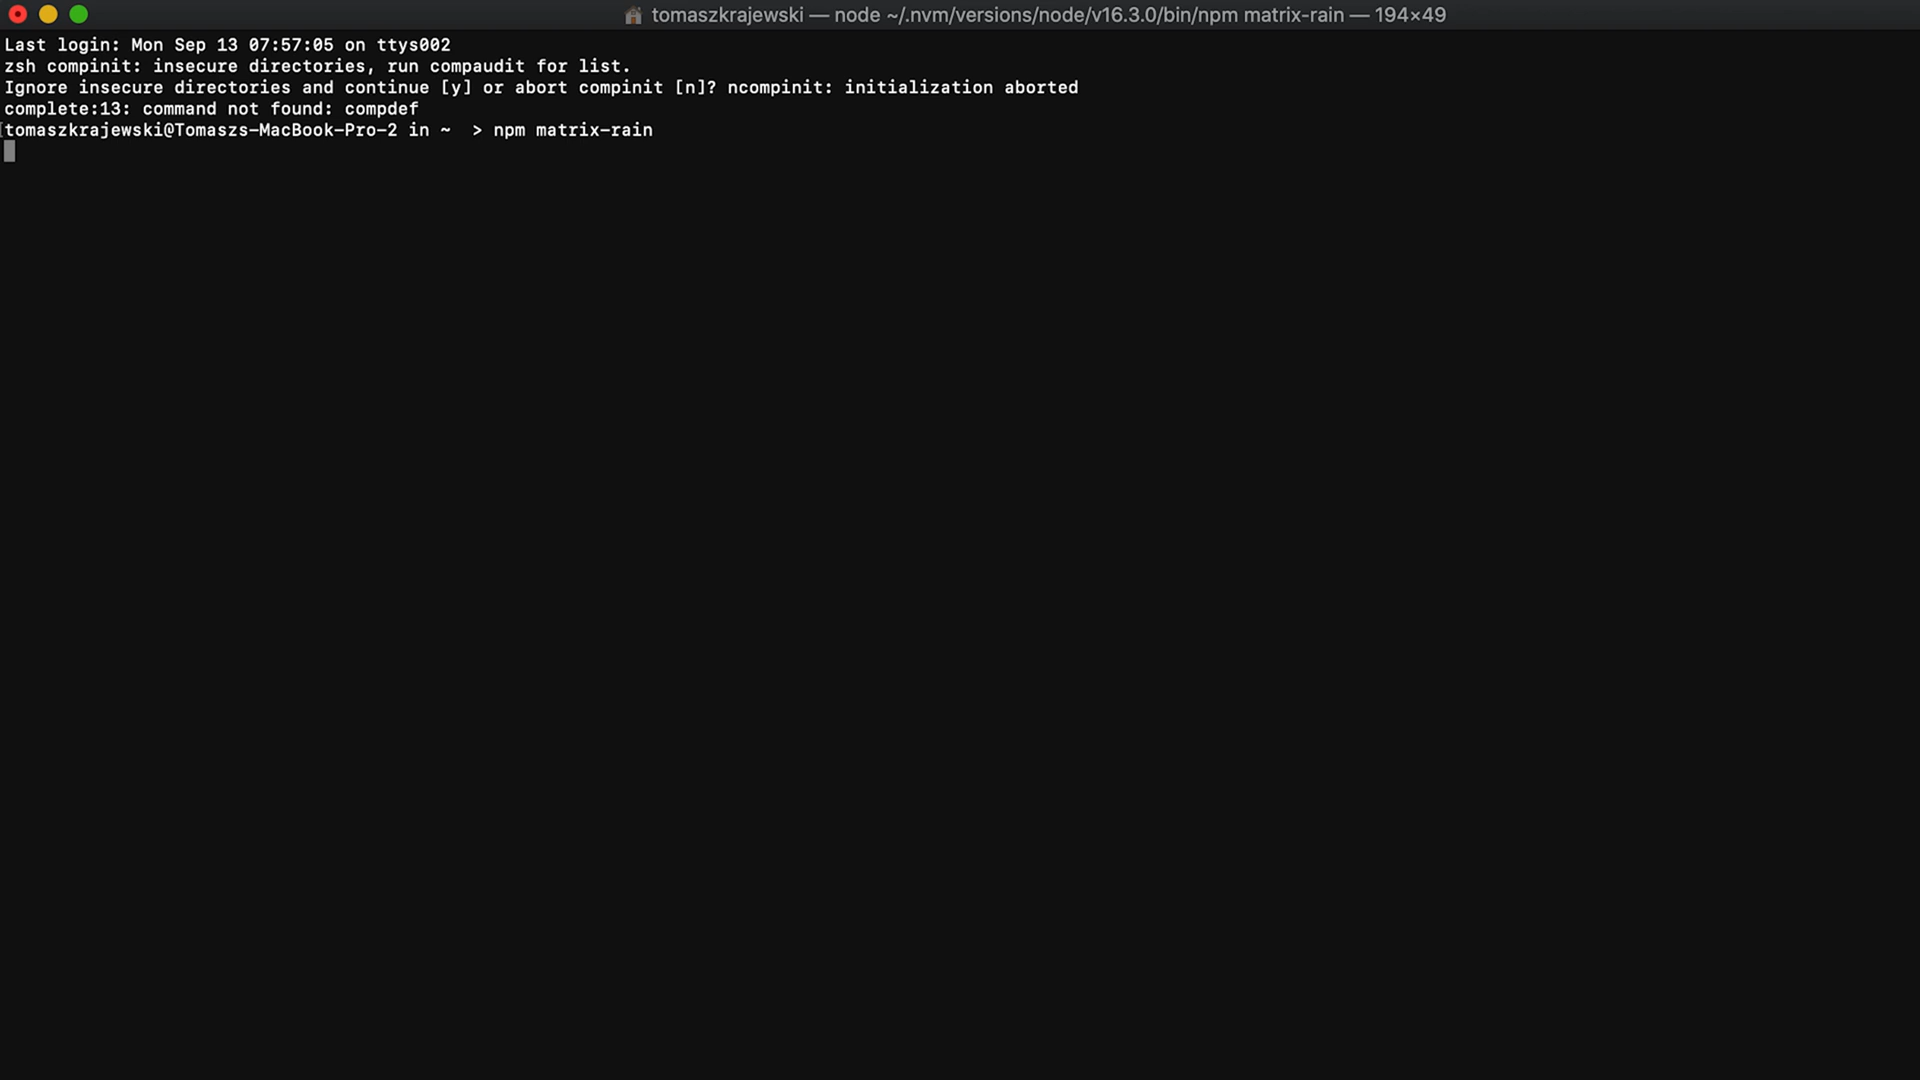 tomaszkrajewski — node ~/.nvm/versions/node/v16.3.0/bin/npm matrix-rain — 194×49
Last login: Mon Sep 13 07:57:05 on ttys002
zsh compinit: insecure directories, run compaudit for list.
Ignore insecure directories and continue [y] or abort compinit [n]? ncompinit: initialization aborted
complete:13: command not found: compdef
[tomaszkrajewski@Tomaszs-MacBook-Pro-2 in ~  > npm matrix-rain